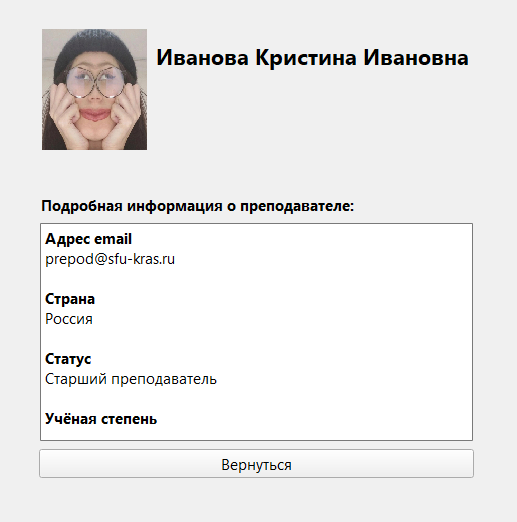 Иванова Кристина Ивановна
Подробная информация о преподавателе:
Адрес email
prepod@sfu-kras.ru
Страна
Россия
Статус
Старший преподаватель
Учёная степень
Вернуться